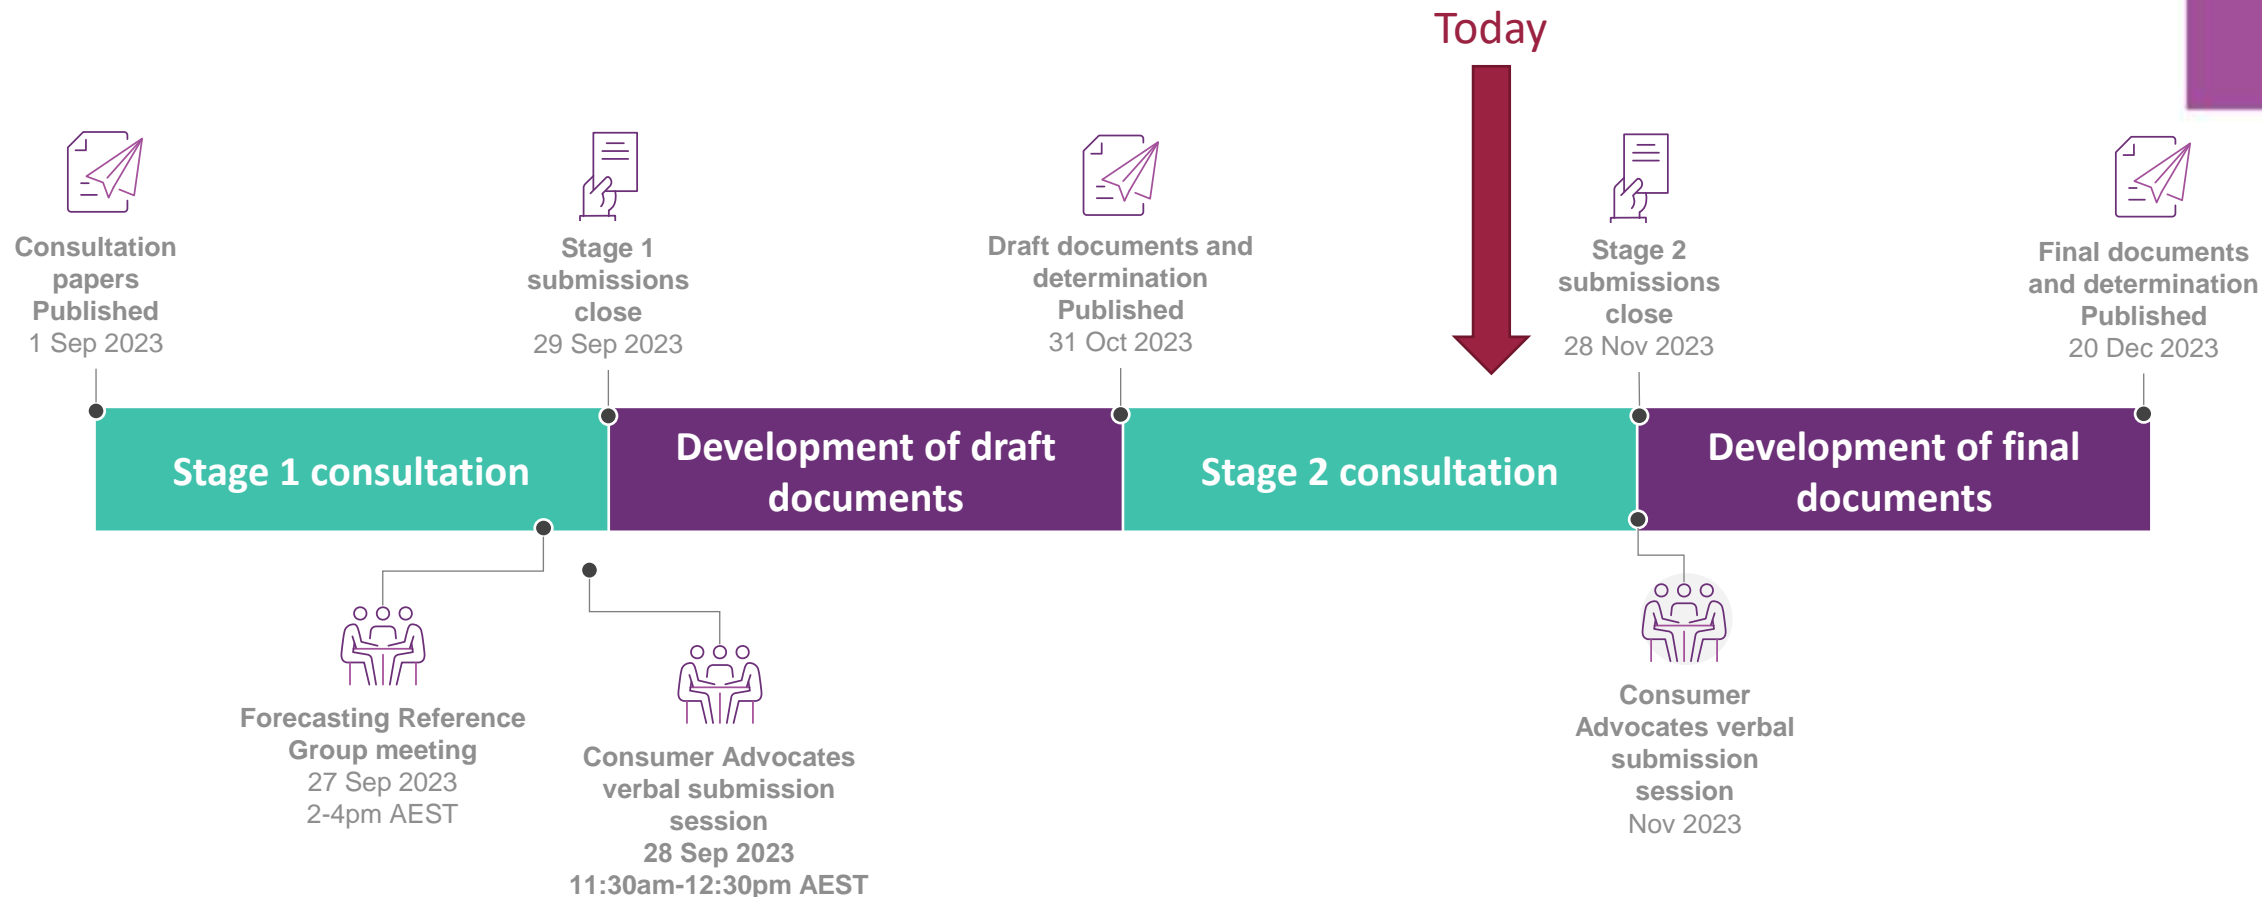 Today
Consultation
papers
Published
1 Sep 2023
Stage 1
submissions
close
29 Sep 2023
Draft documents and
determination
Published
31 Oct 2023
Stage 2
submissions
close
28 Nov 2023
Final documents
and determination
Published
20 Dec 2023
Stage 1 consultation
Development of draft
documents
Stage 2 consultation
Development of final
documents
Forecasting Reference
Group meeting
27 Sep 2023
2-4pm AEST
Consumer Advocates
verbal submission
session
28 Sep 2023
11:30am-12:30pm AEST
Consumer
Advocates verbal
submission
session
Nov 2023